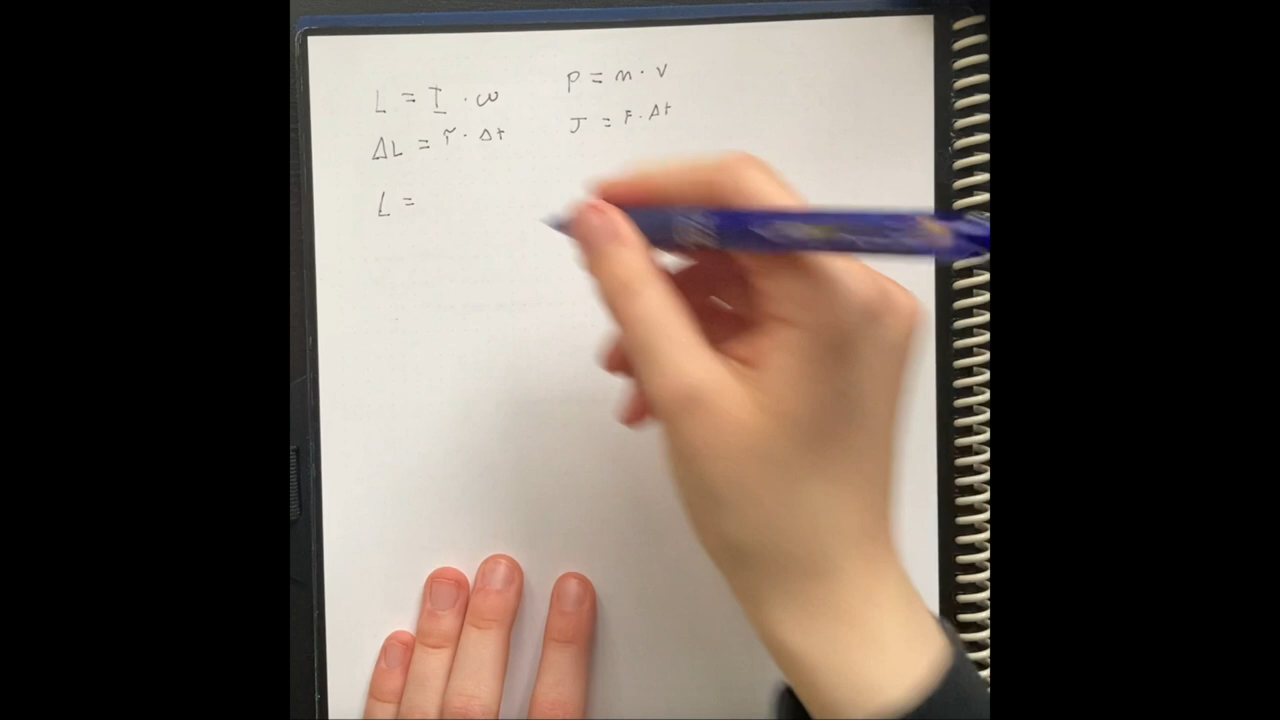 L = I · ω
ΔL = τ · Δt
L =
P = m · v
J = F · Δt